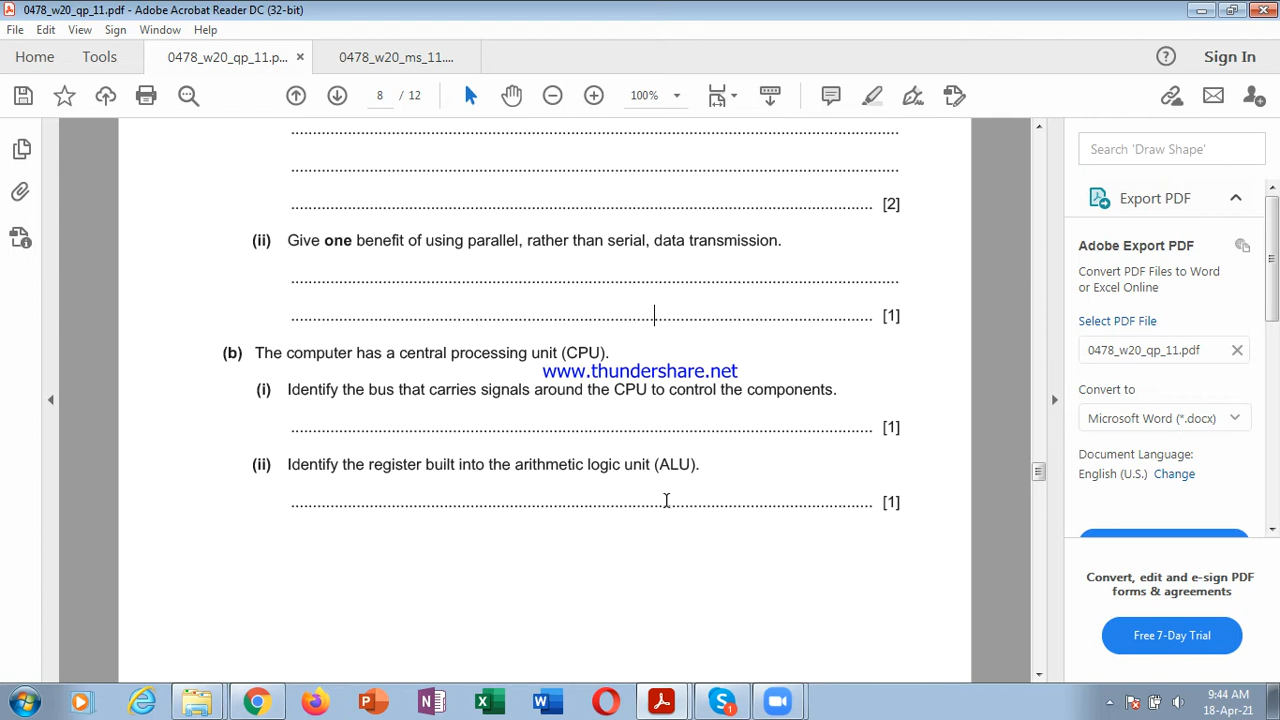 0478_w20_qp_11.pdf - Adobe Acrobat Reader DC (32-bit)
File Edit View Sign Window Help
Home Tools 0478_w20_qp_11.p... × 0478_w20_ms_11.... Sign In
8 / 12 100%
Search 'Draw Shape'
[2]
Export PDF
(ii) Give one benefit of using parallel, rather than serial, data transmission.
Adobe Export PDF
Convert PDF Files to Word
or Excel Online
[1]
Select PDF File
(b) The computer has a central processing unit (CPU).
0478_w20_qp_11.pdf
www.thundershare.net
(i) Identify the bus that carries signals around the CPU to control the components.
Convert to
Microsoft Word (*.docx)
[1]
Document Language:
(ii) Identify the register built into the arithmetic logic unit (ALU).
English (U.S.) Change
[1]
Convert, edit and e-sign PDF
forms & agreements
Free 7-Day Trial
9:44 AM
18-Apr-21